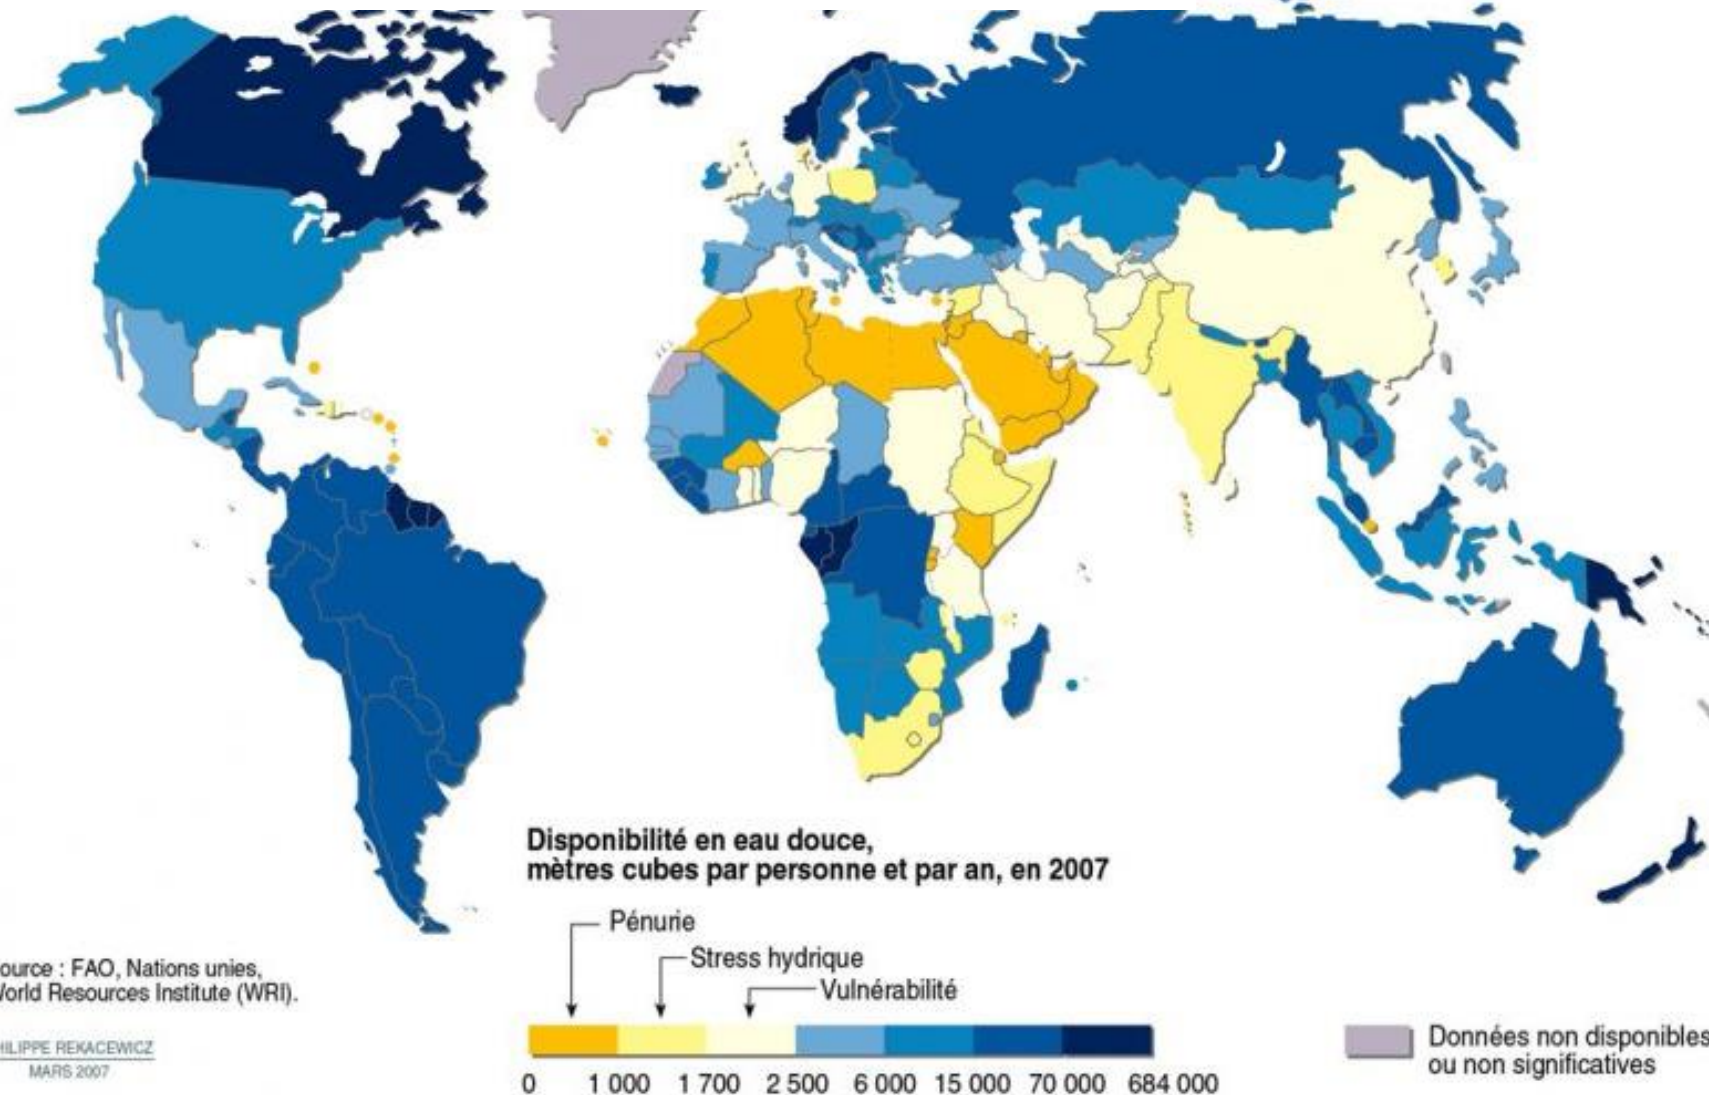 Disponibilité en eau douce,
mètres cubes par personne et par an, en 2007
Pénurie
Stress hydrique
Vulnérabilité
0 1 000 1 700 2 500 6 000 15 000 70 000 684 000
ource : FAO, Nations unies,
World Resources Institute (WRI).
HILIPPE REKACEWICZ
MARS 2007
Données non disponibles
ou non significatives